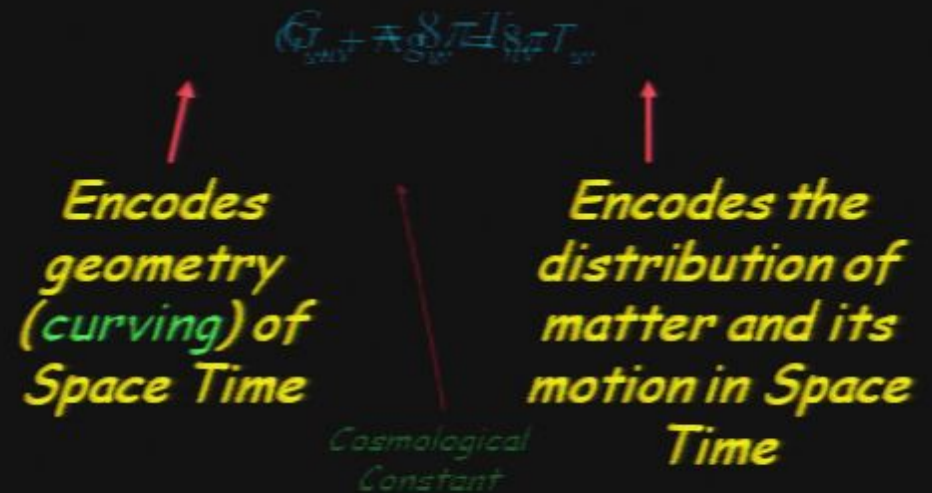 Encodes
geometry
(curving) of
Space Time
Cosmological
Constant
Encodes the
distribution of
matter and its
motion in Space
Time